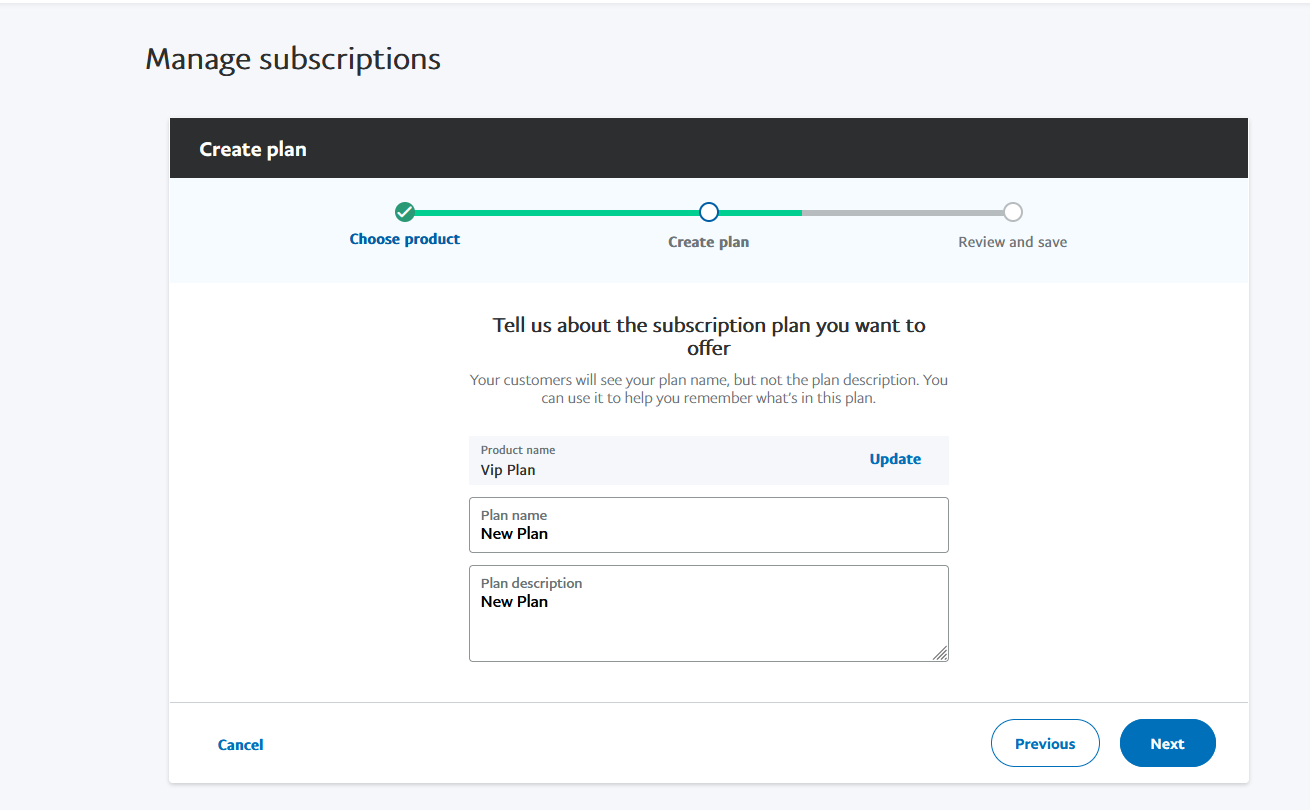 Manage subscriptions
Create plan
Choose product
Create plan
Review and save
Tell us about the subscription plan you want to
offer
Your customers will see your plan name, but not the plan description. You
can use it to help you remember what's in this plan.
Product name
Vip Plan
Update
Plan name
New Plan
Plan description
New Plan
Cancel
Previous
Next